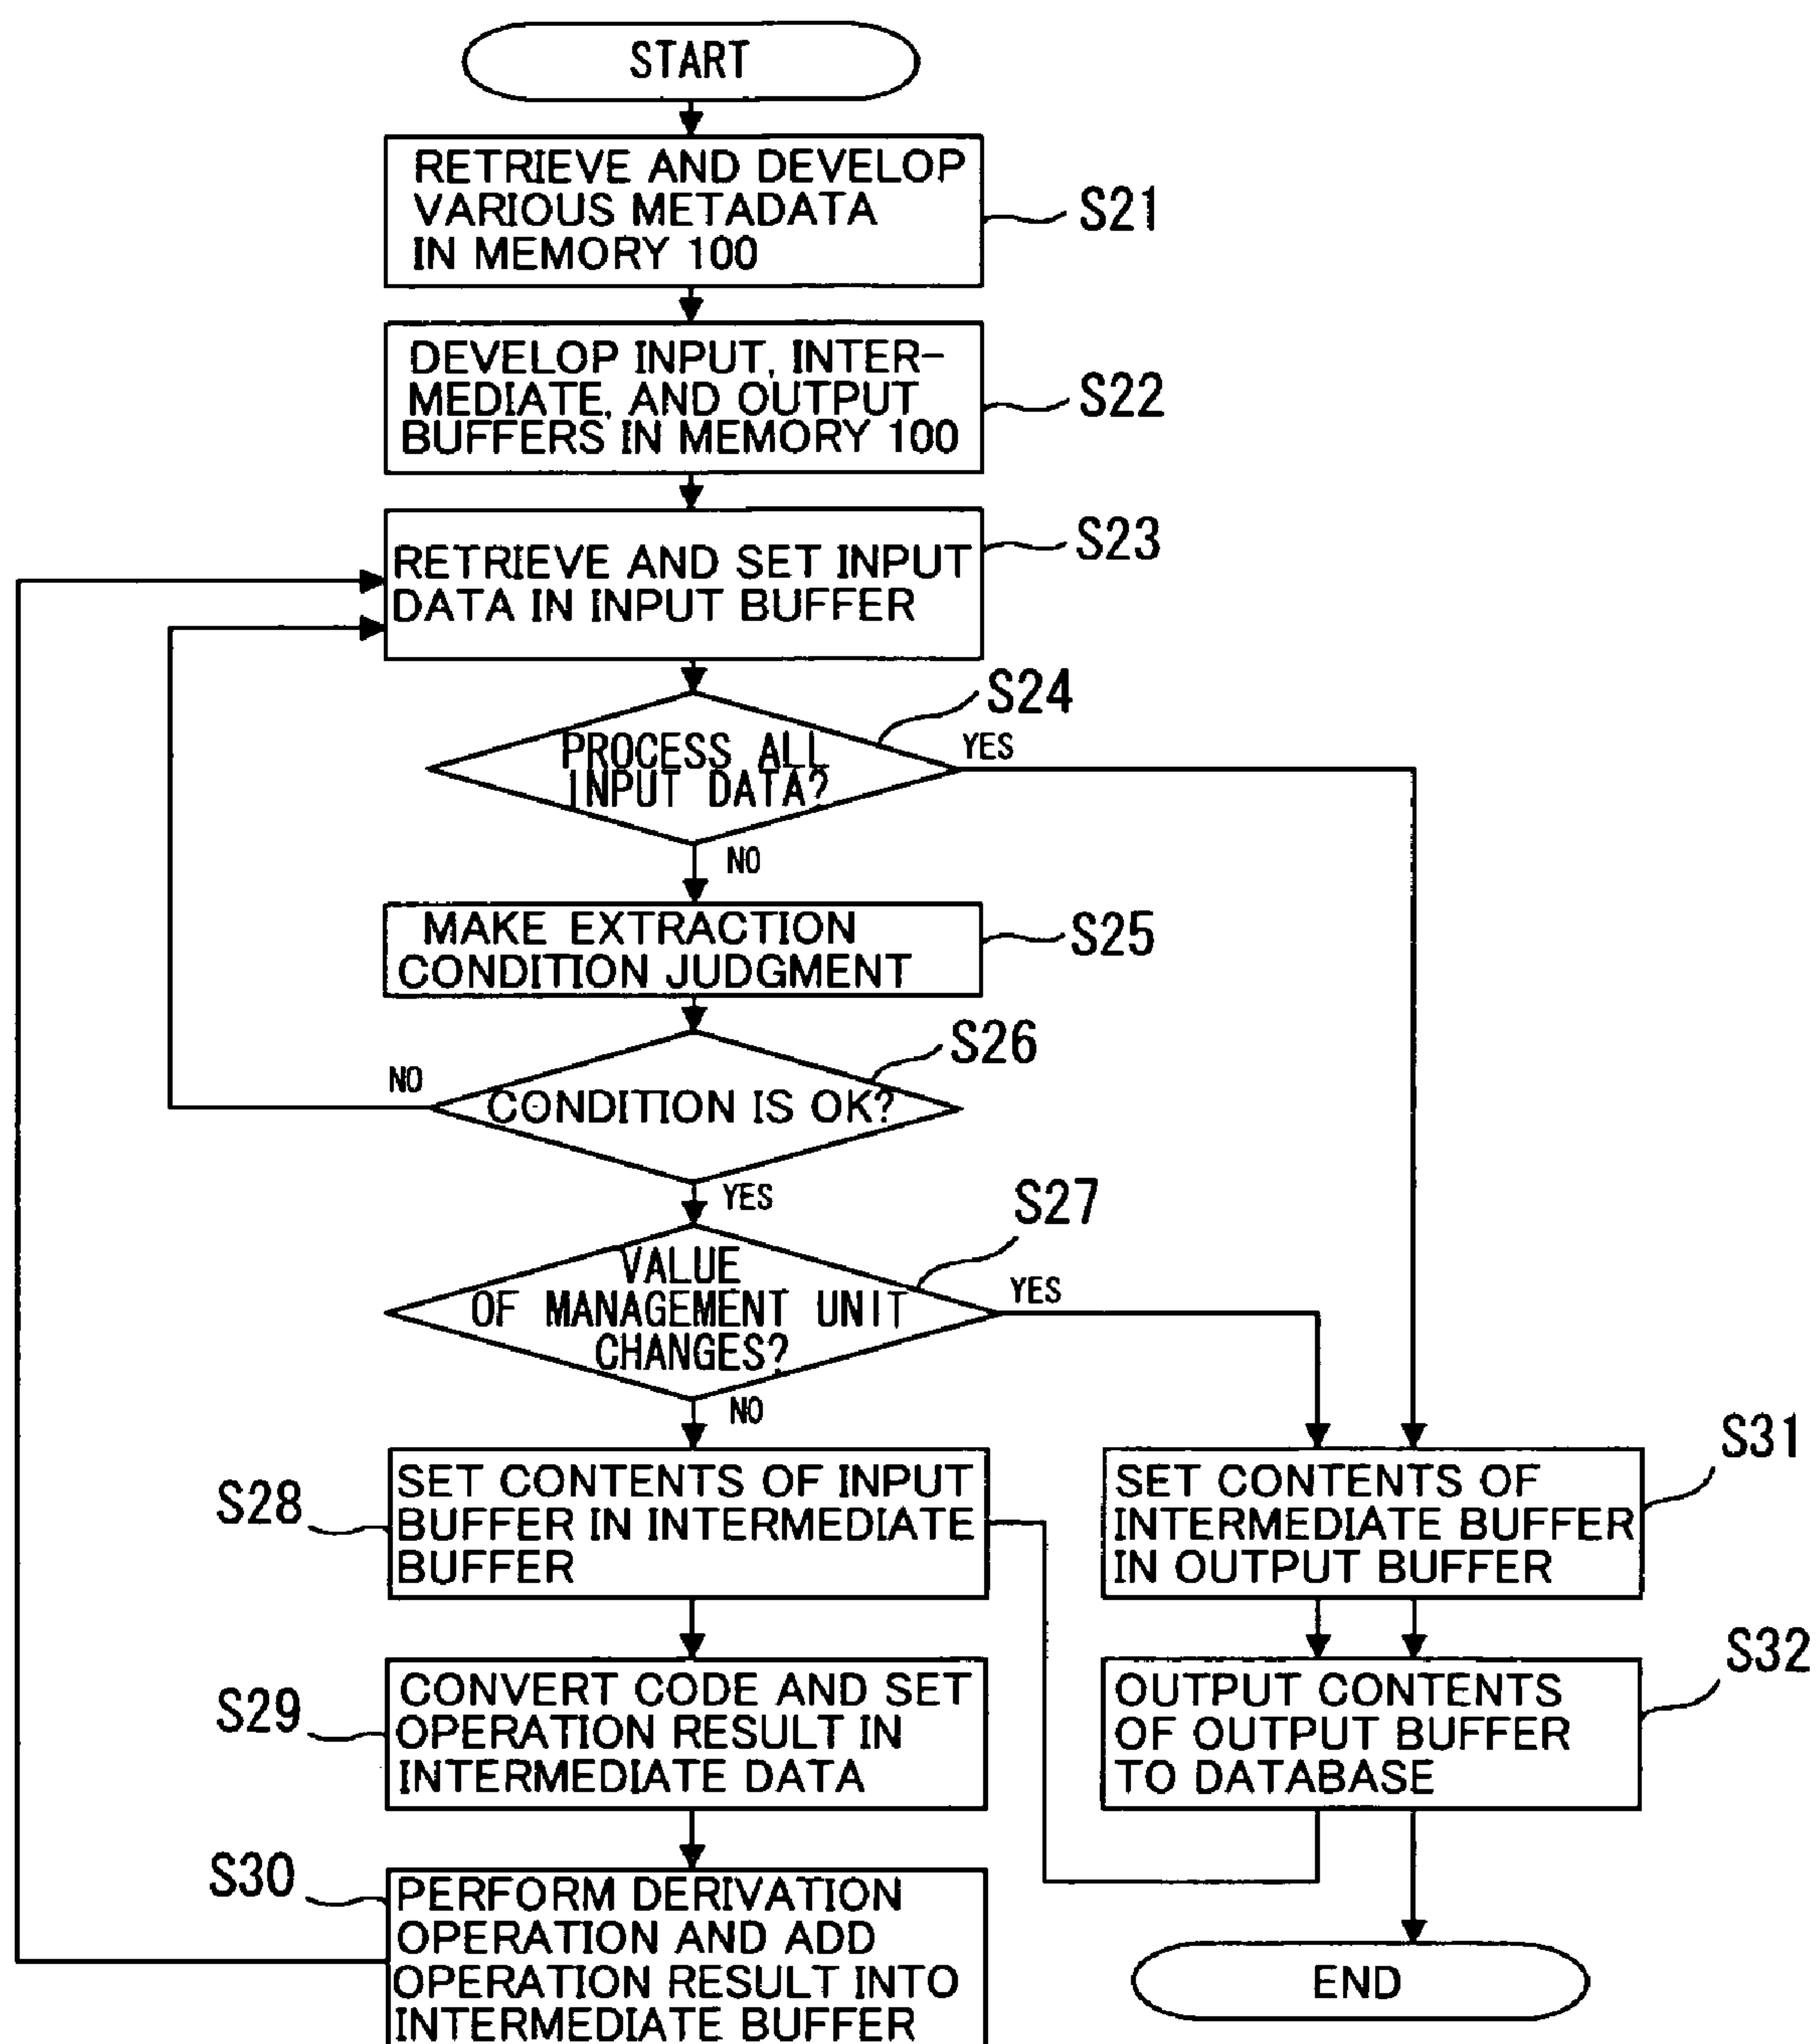 START
RETRIEVE AND DEVELOP
VARIOUS METADATA
IN MEMORY 100
S21
DEVELOP INPUT, INTER-
MEDIATE, AND OUTPUT
BUFFERS IN MEMORY 100
S22
RETRIEVE AND SET INPUT
DATA IN INPUT BUFFER
S23
S24
PROCESS ALL
INPUT DATA?
YES
NO
MAKE EXTRACTION
CONDITION JUDGMENT
S25
S26
NO
CONDITION IS OK?
YES
S27
VALUE
OF MANAGEMENT UNIT
CHANGES?
YES
NO
S28
SET CONTENTS OF INPUT
BUFFER IN INTERMEDIATE
BUFFER
S31
SET CONTENTS OF
INTERMEDIATE BUFFER
IN OUTPUT BUFFER
S29
CONVERT CODE AND SET
OPERATION RESULT IN
INTERMEDIATE DATA
S32
OUTPUT CONTENTS
OF OUTPUT BUFFER
TO DATABASE
S30
PERFORM DERIVATION
OPERATION AND ADD
OPERATION RESULT INTO
INTERMEDIATE BUFFER
END